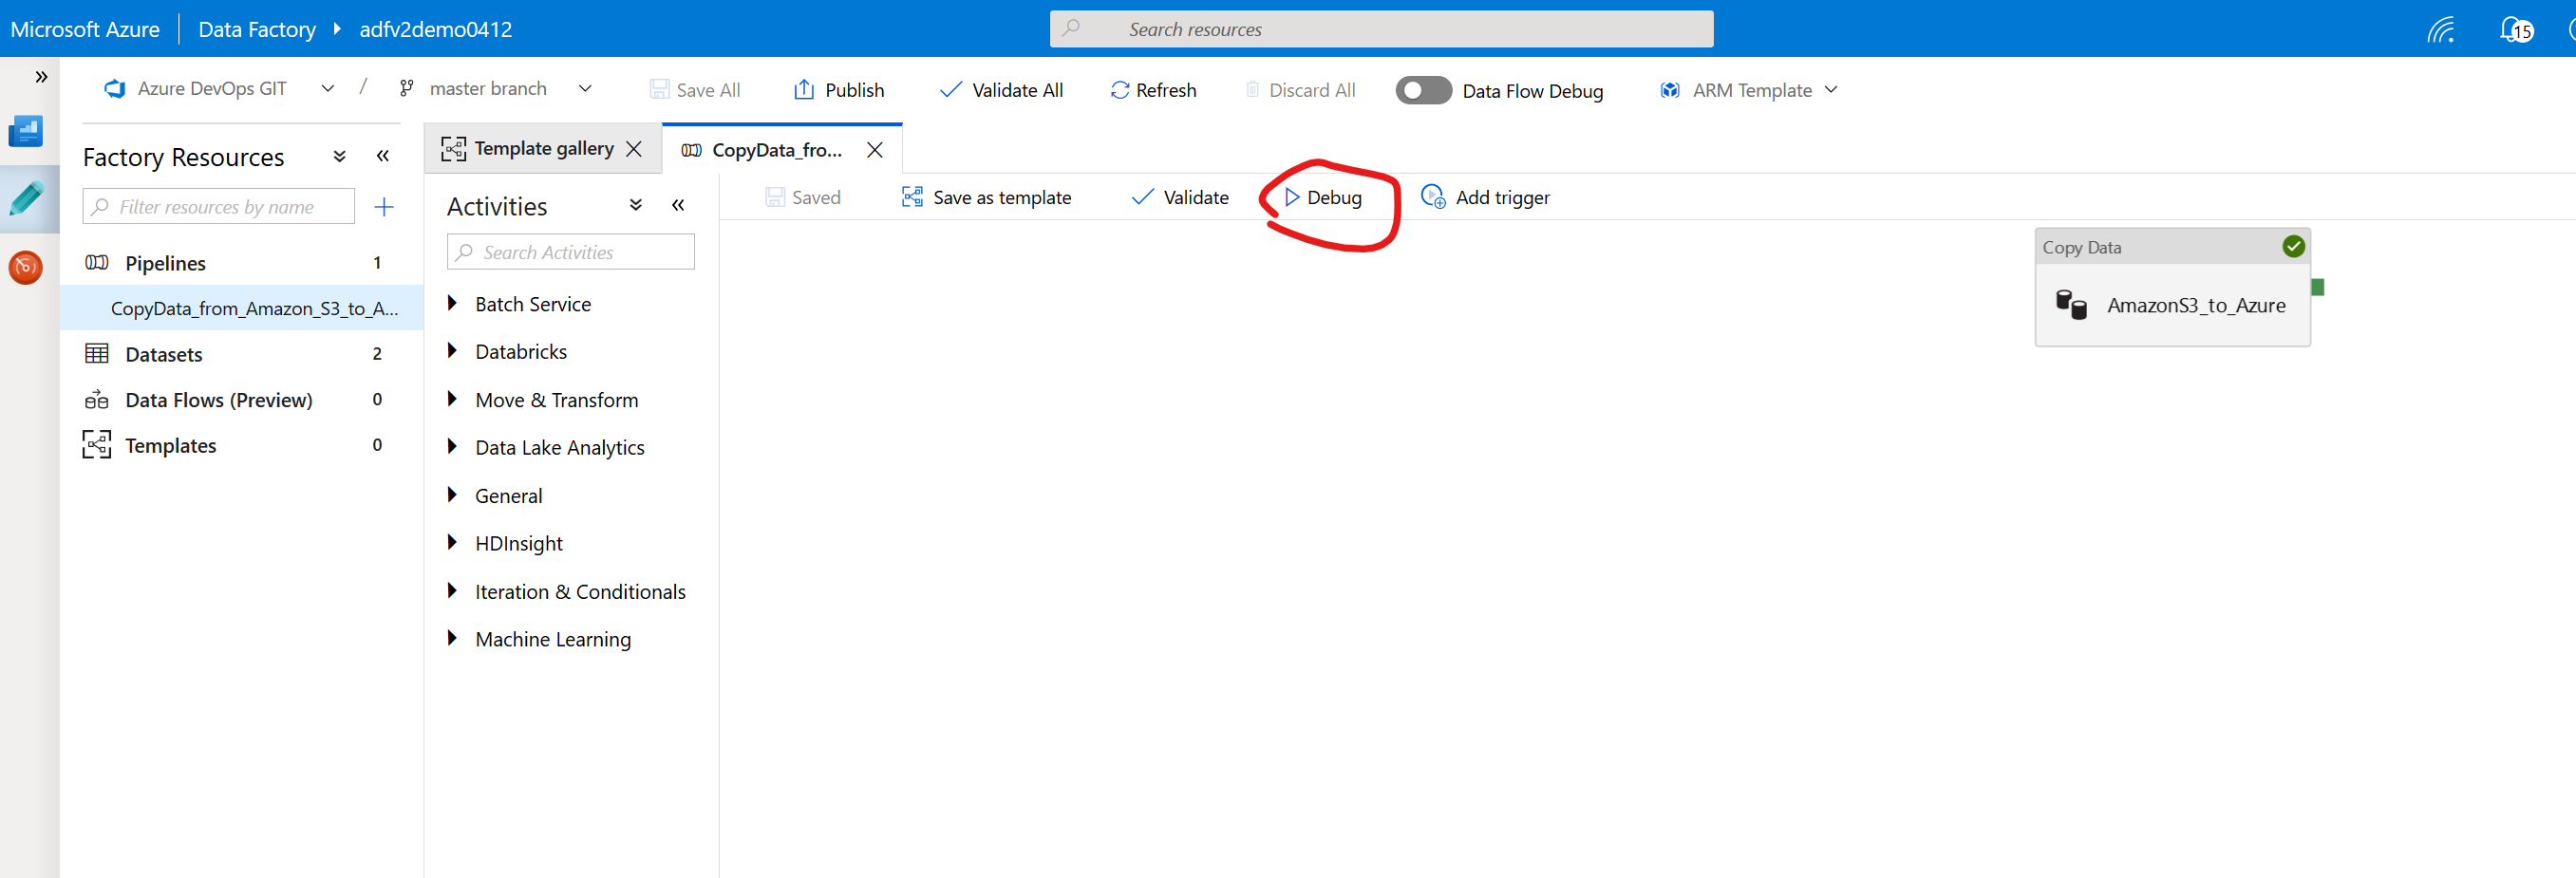 Microsoft Azure Data Factory adfv2demo0412 Search resources 15
Azure DevOps GIT / master branch Save All Publish Validate All Refresh Discard All Data Flow Debug ARM Template
Factory Resources
Filter resources by name
Pipelines 1
CopyData_from_Amazon_S3_to_A...
Datasets 2
Data Flows (Preview) 0
Templates 0
Template gallery CopyData_fro...
Activities
Search Activities
Batch Service
Databricks
Move & Transform
Data Lake Analytics
General
HDInsight
Iteration & Conditionals
Machine Learning
Saved Save as template Validate Debug Add trigger
Copy Data
AmazonS3_to_Azure